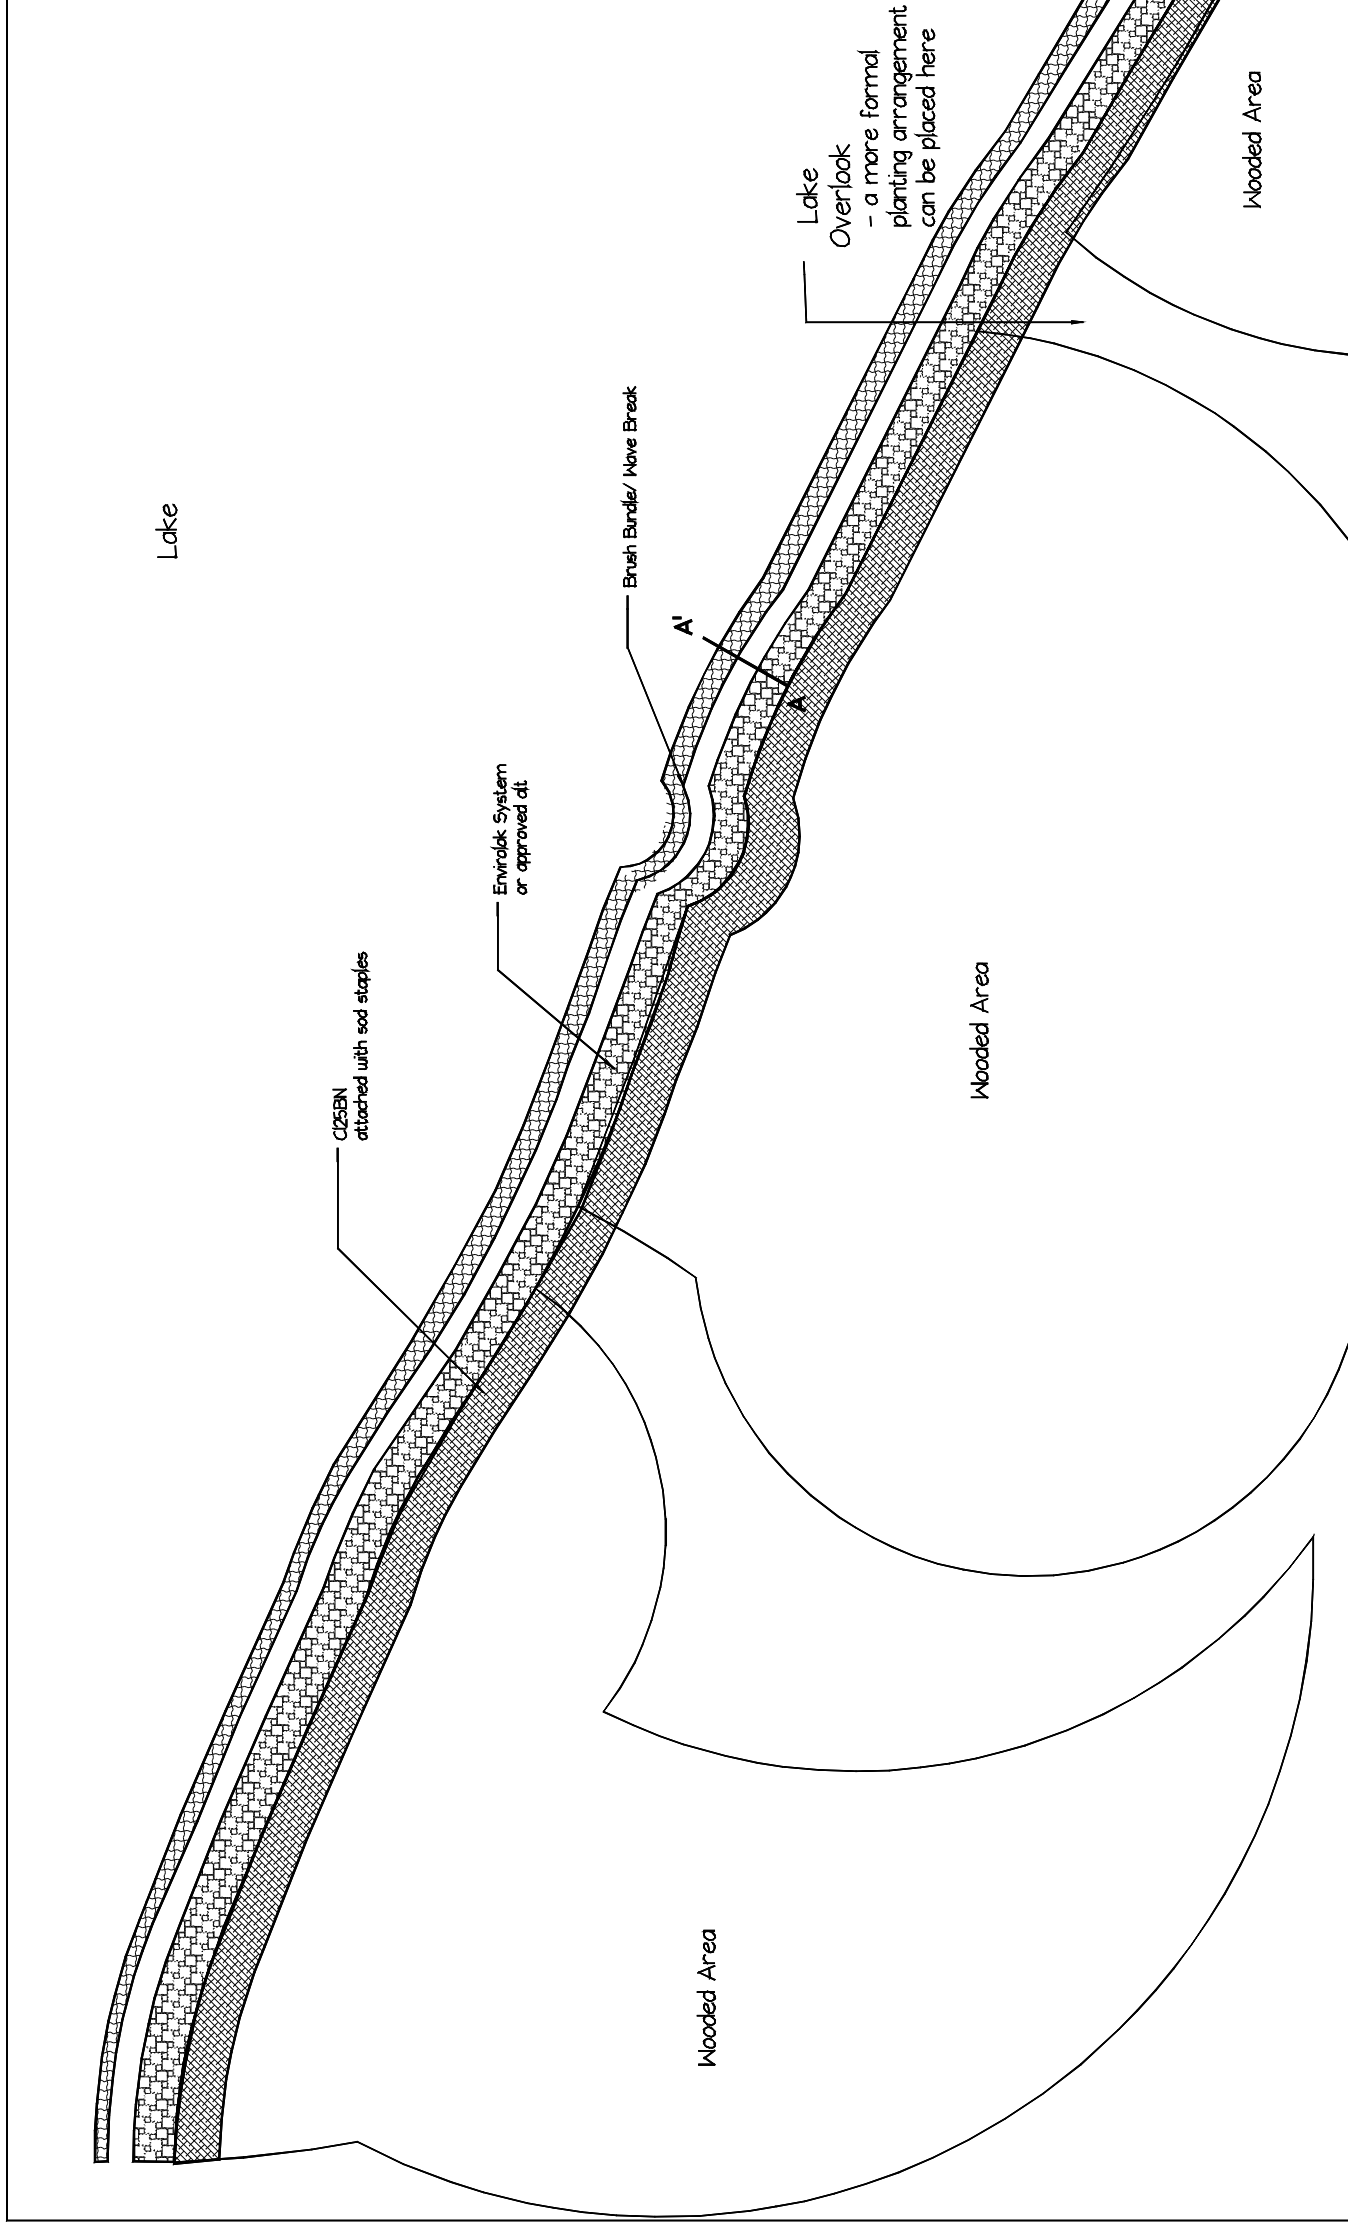 Lake
Lake
Overlook
- a more formal
planting arrangement
can be placed here
Wooded Area
Brush Bundle/ Wave Break
A'
A
Envirolok System
or approved alt
C125BN
attached with sod staples
Wooded Area
Wooded Area